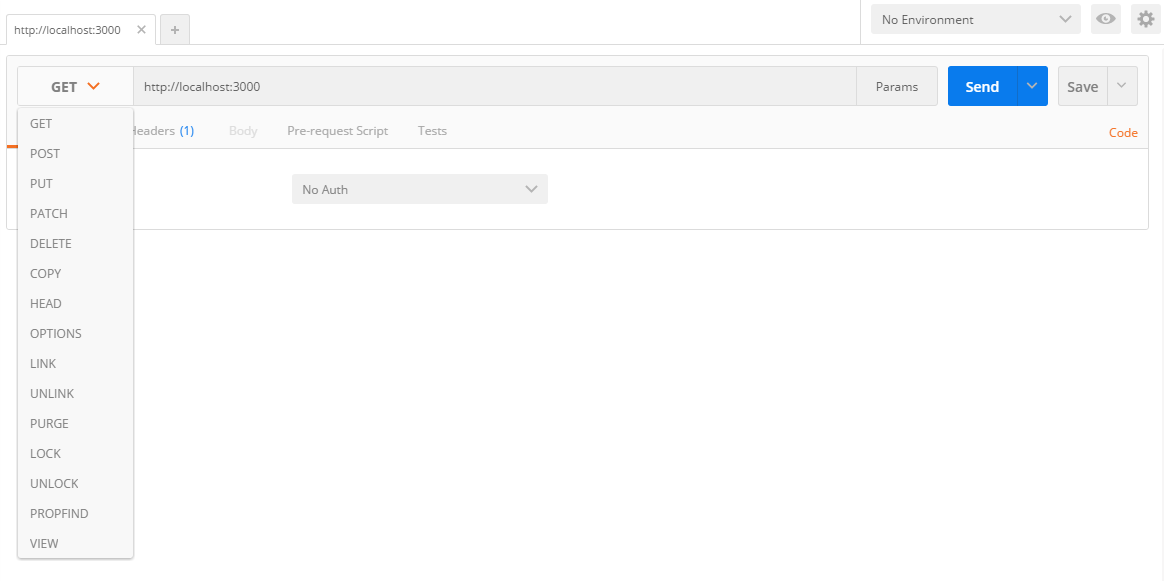 http://localhost:3000
No Environment
GET
http://localhost:3000
Params
Send
Save
GET
POST
PUT
PATCH
DELETE
COPY
HEAD
OPTIONS
LINK
UNLINK
PURGE
LOCK
UNLOCK
PROPFIND
VIEW
Headers (1)
Body
Pre-request Script
Tests
Code
No Auth